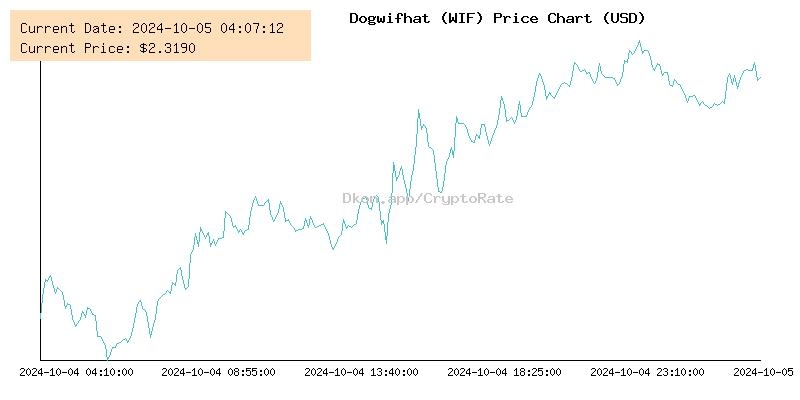 Dogwifhat (WIF) Price Chart (USD)
Current Date: 2024-10-05 04:07:12
Current Price: $2.3190
Dken.app/CryptoRate
2024-10-04 04:10:00 2024-10-04 08:55:00 2024-10-04 13:40:00 2024-10-04 18:25:00 2024-10-04 23:10:00 2024-10-05